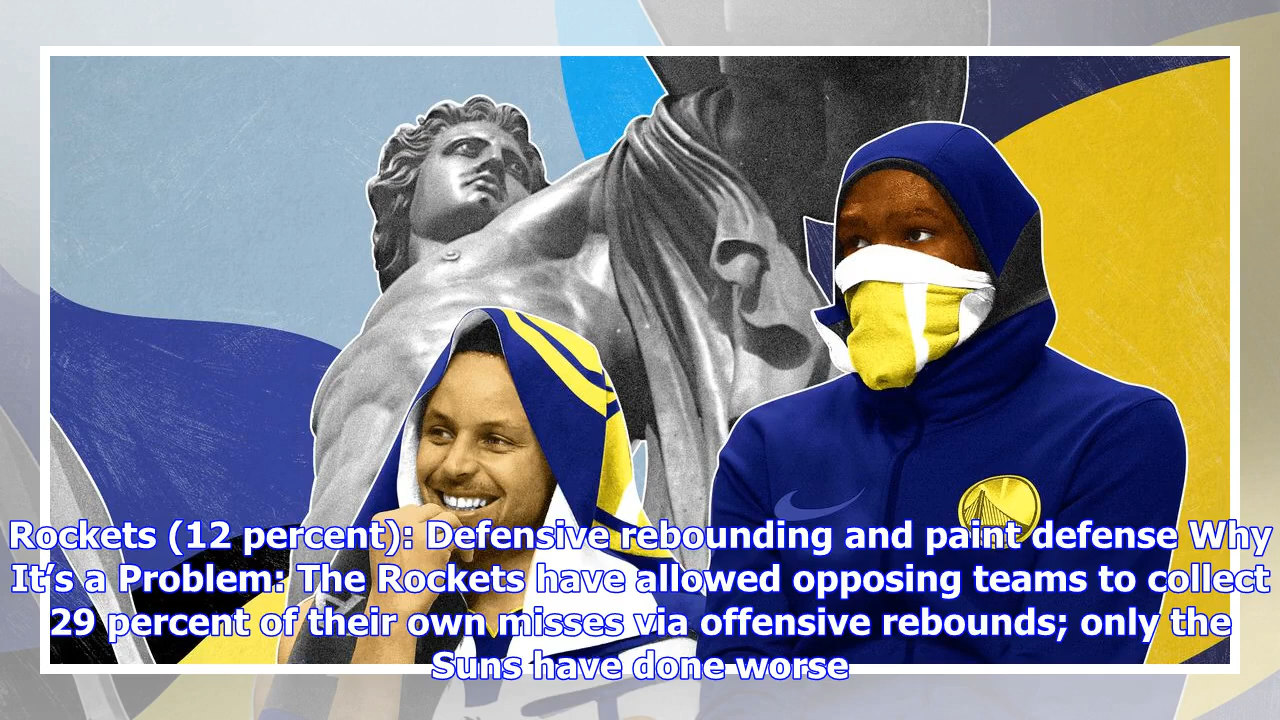 Rockets (12 percent): Defensive rebounding and paint defense Why
It’s a Problem: The Rockets have allowed opposing teams to collect
29 percent of their own misses via offensive rebounds; only the
Suns have done worse